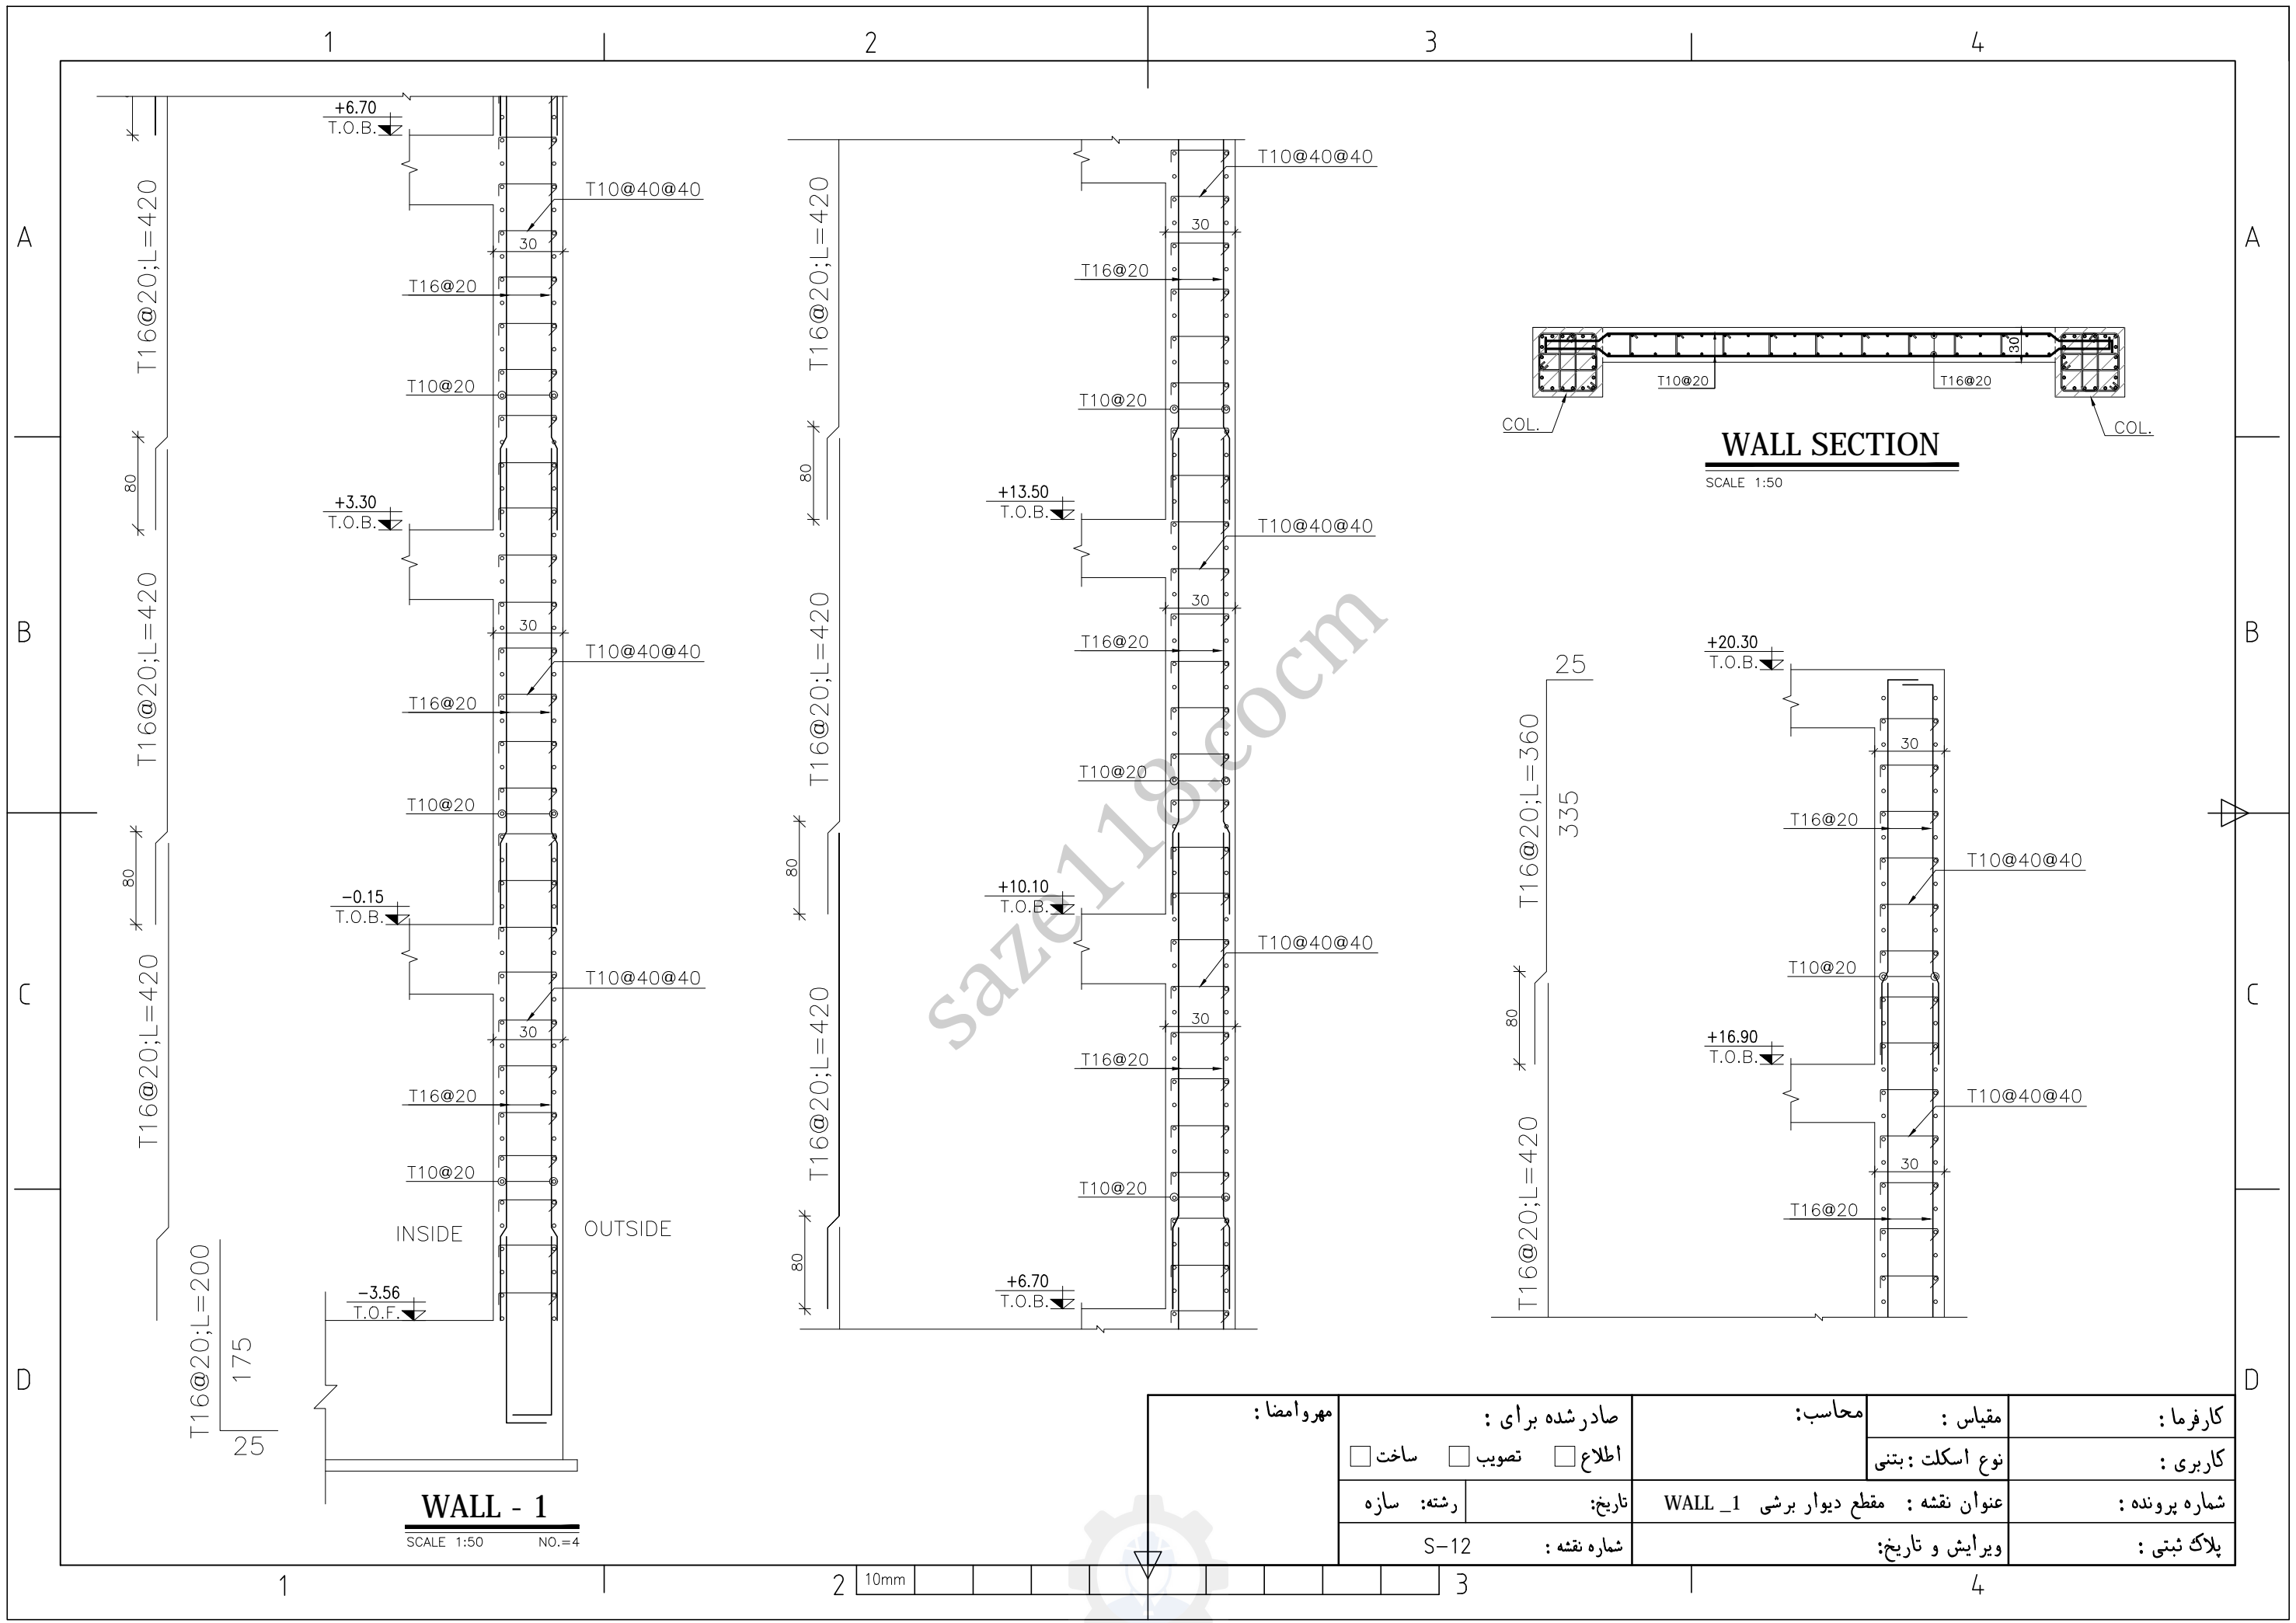 1
2
3
4
A
B
C
D
A
B
C
D
1
2
3
4
10mm
+6.70
T.O.B.
T16@20;L=420
T10@40@40
30
T16@20
T10@20
80
+3.30
T.O.B.
T16@20;L=420
30
T10@40@40
T16@20
T10@20
80
-0.15
T.O.B.
T16@20;L=420
T10@40@40
30
T16@20
T10@20
INSIDE
OUTSIDE
T16@20;L=200
175
25
-3.56
T.O.F.
WALL - 1
SCALE 1:50
NO.=4
T10@40@40
T16@20;L=420
30
T16@20
T10@20
80
+13.50
T.O.B.
T10@40@40
T16@20;L=420
30
T16@20
T10@20
80
+10.10
T.O.B.
T10@40@40
T16@20;L=420
30
T16@20
T10@20
80
+6.70
T.O.B.
saze118.cocm
30
T10@20
T16@20
COL.
COL.
WALL SECTION
SCALE 1:50
25
+20.30
T.O.B.
T16@20;L=360
335
30
T16@20
T10@40@40
T10@20
80
+16.90
T.O.B.
T10@40@40
T16@20;L=420
30
T16@20
کارفرما :
مقیاس :
محاسب:
صادر شده برای :
مهروامضا :
کاربری :
نوع اسکلت : بتنی
اطلاع
تصویب
ساخت
شماره پرونده :
عنوان نقشه : مقطع دیوار برشی WALL _1
تاریخ:
رشته: سازه
پلاک ثبتی :
ویرایش و تاریخ:
شماره نقشه : S-12